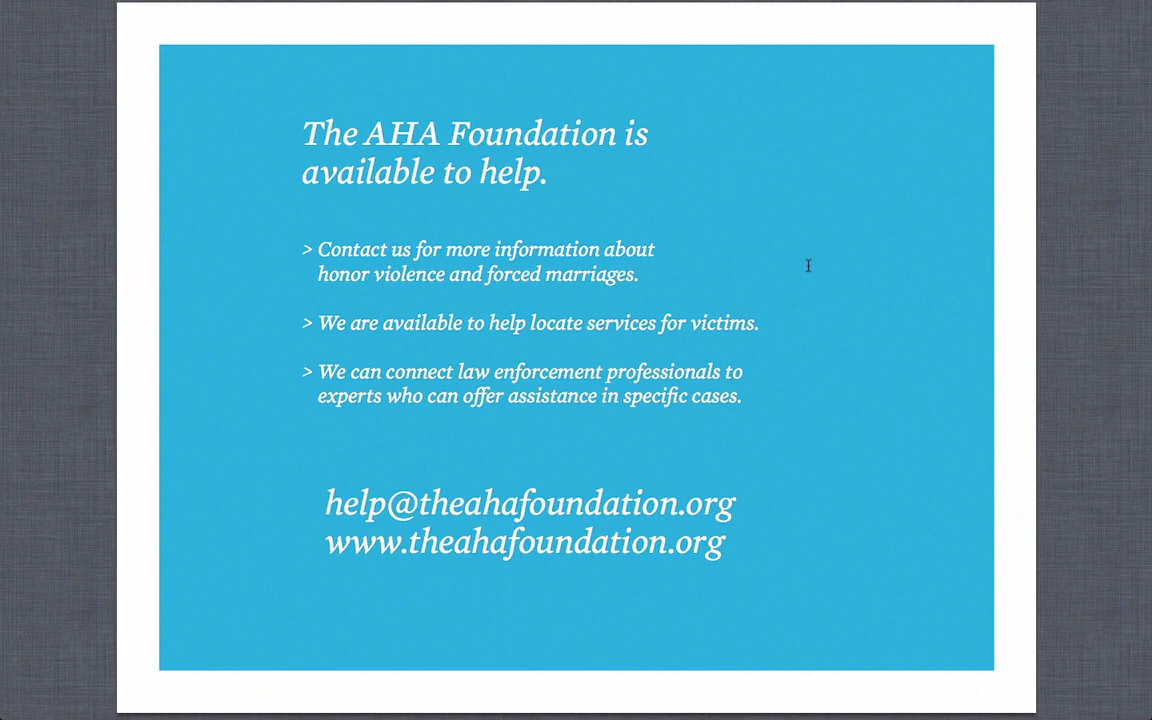 The AHA Foundation is
available to help.
> Contact us for more information about
honor violence and forced marriages.
> We are available to help locate services for victims.
> We can connect law enforcement professionals to
experts who can offer assistance in specific cases.
help@theahafoundation.org
www.theahafoundation.org